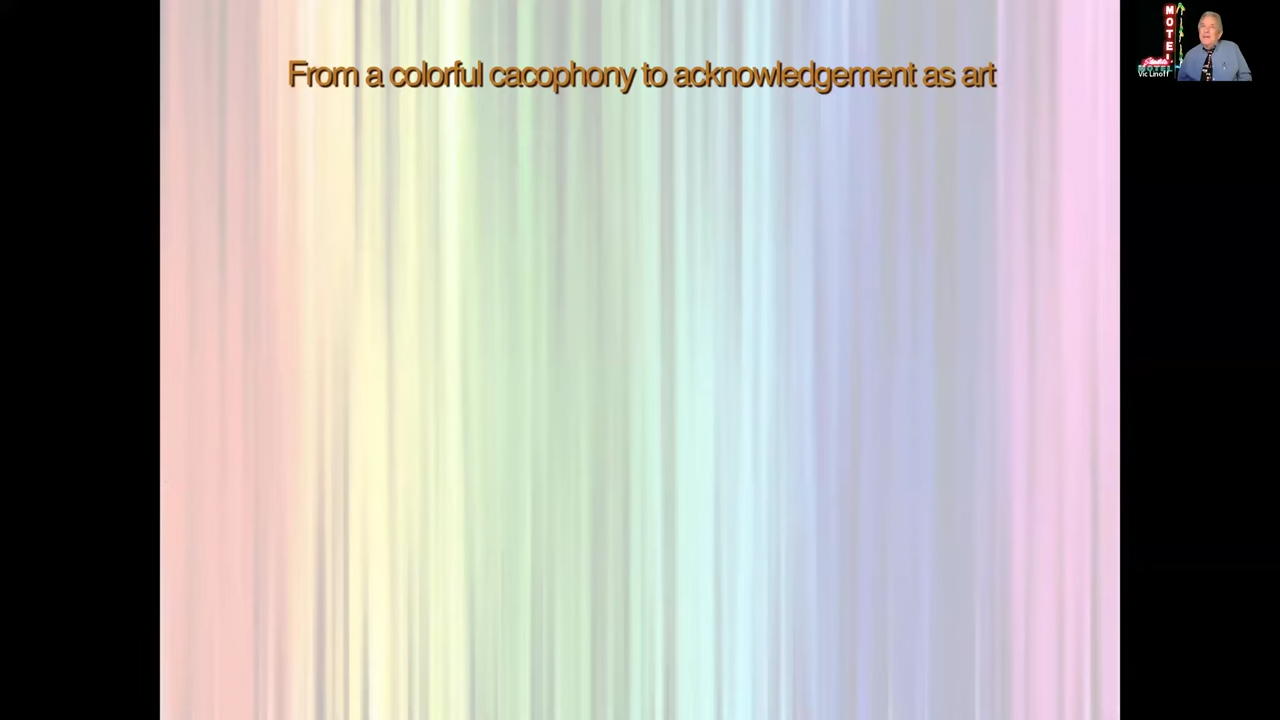 From a colorful cacophony to acknowledgement as art
MOTEL
Vic Linoff